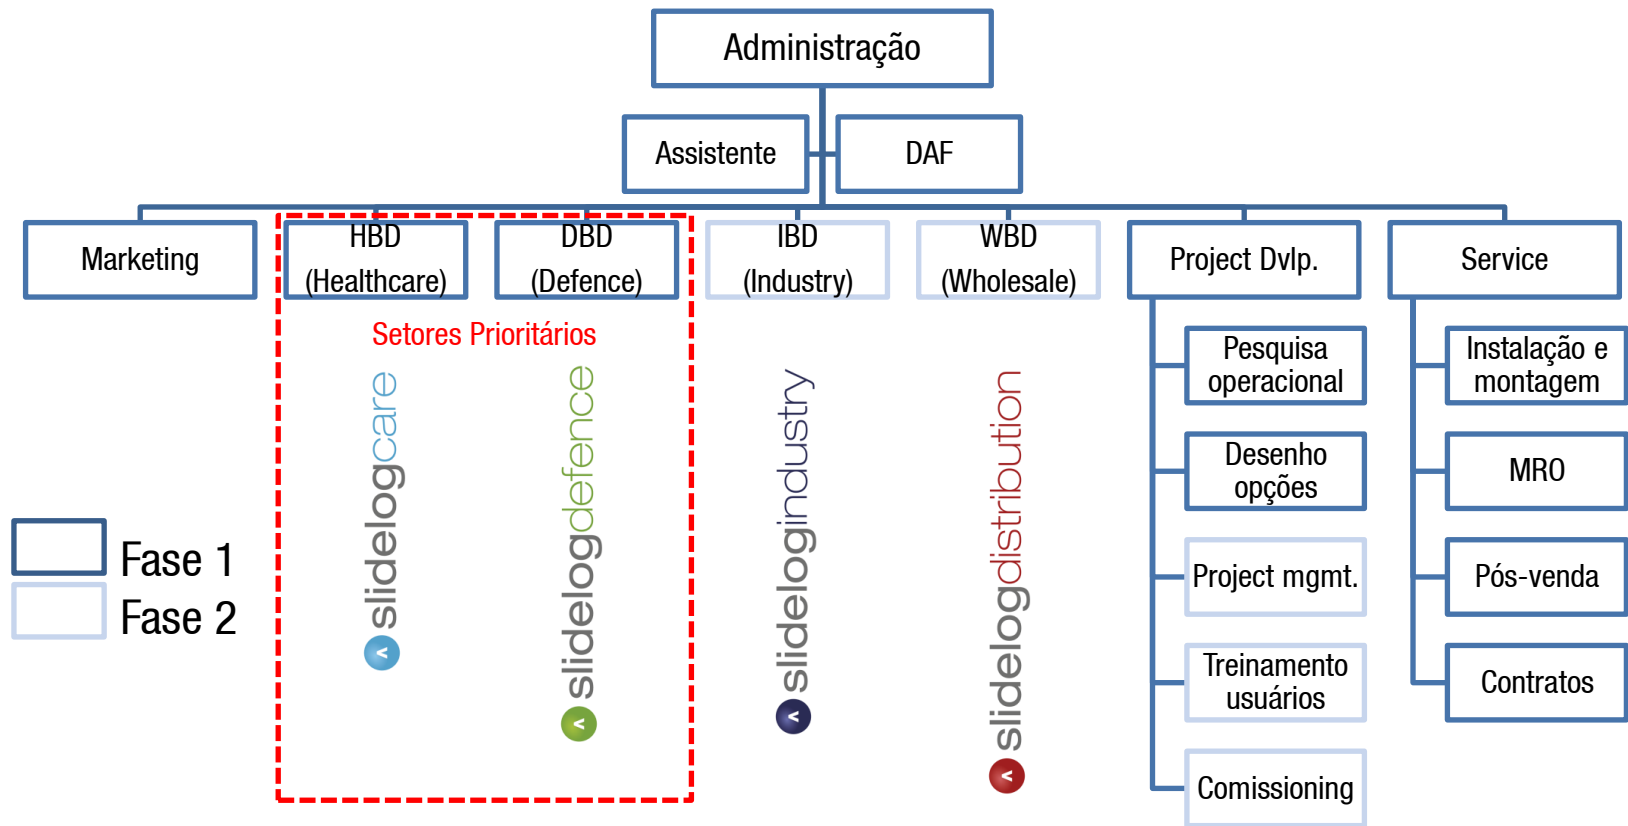 Administração
Assistente
DAF
Marketing
HBD
(Healthcare)
DBD
(Defence)
IBD
(Industry)
WBD
(Wholesale)
Project Dvlp.
Service
Setores Prioritários
slidelogcare
slidelogdefence
slidelogindustry
slidelogdistribution
Pesquisa
operacional
Desenho
opções
Project mgmt.
Treinamento
usuários
Comissioning
Instalação e
montagem
MRO
Pós-venda
Contratos
Fase 1
Fase 2